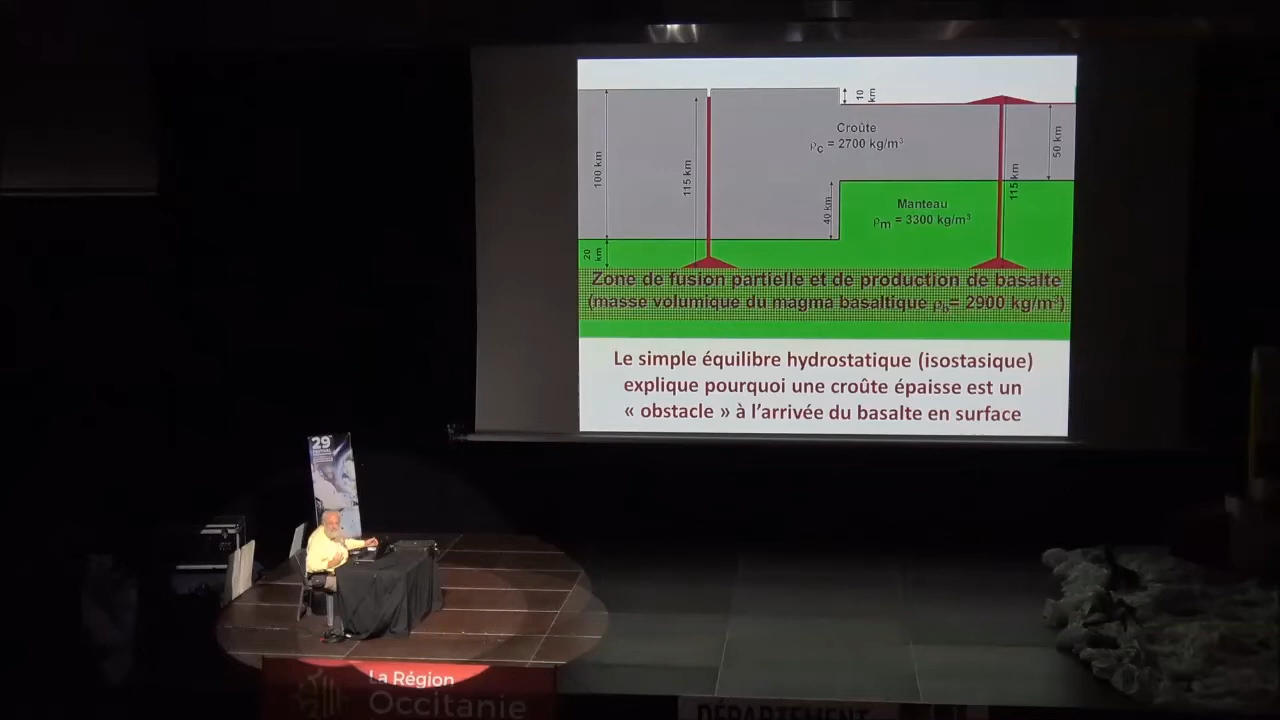 10 km
Croûte
ρc = 2700 kg/m³
100 km
115 km
50 km
115 km
40 km
Manteau
ρm = 3300 kg/m³
20 km
Zone de fusion partielle et de production de basalte
(masse volumique du magma basaltique ρb= 2900 kg/m³)
Le simple équilibre hydrostatique (isostasique)
explique pourquoi une croûte épaisse est un
« obstacle » à l'arrivée du basalte en surface
29e
FESTIVAL
La Région
Occitanie
DÉPARTEMENT